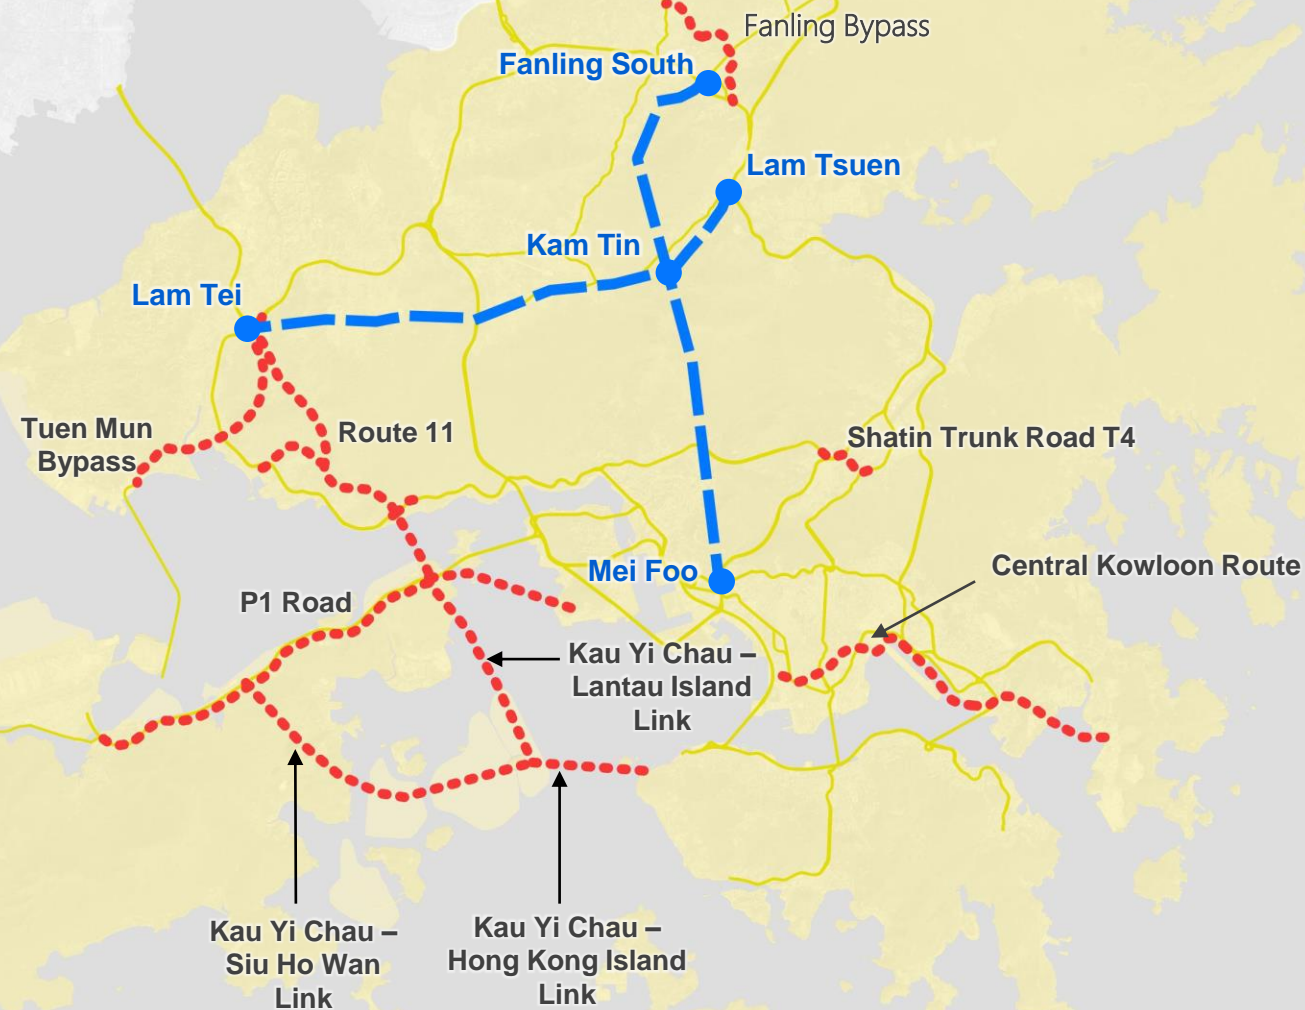 Fanling Bypass
Fanling South
Lam Tsuen
Kam Tin
Lam Tei
Tuen Mun
Bypass
Route 11
Shatin Trunk Road T4
Mei Foo
Central Kowloon Route
P1 Road
Kau Yi Chau –
Lantau Island
Link
Kau Yi Chau –
Siu Ho Wan
Link
Kau Yi Chau –
Hong Kong Island
Link